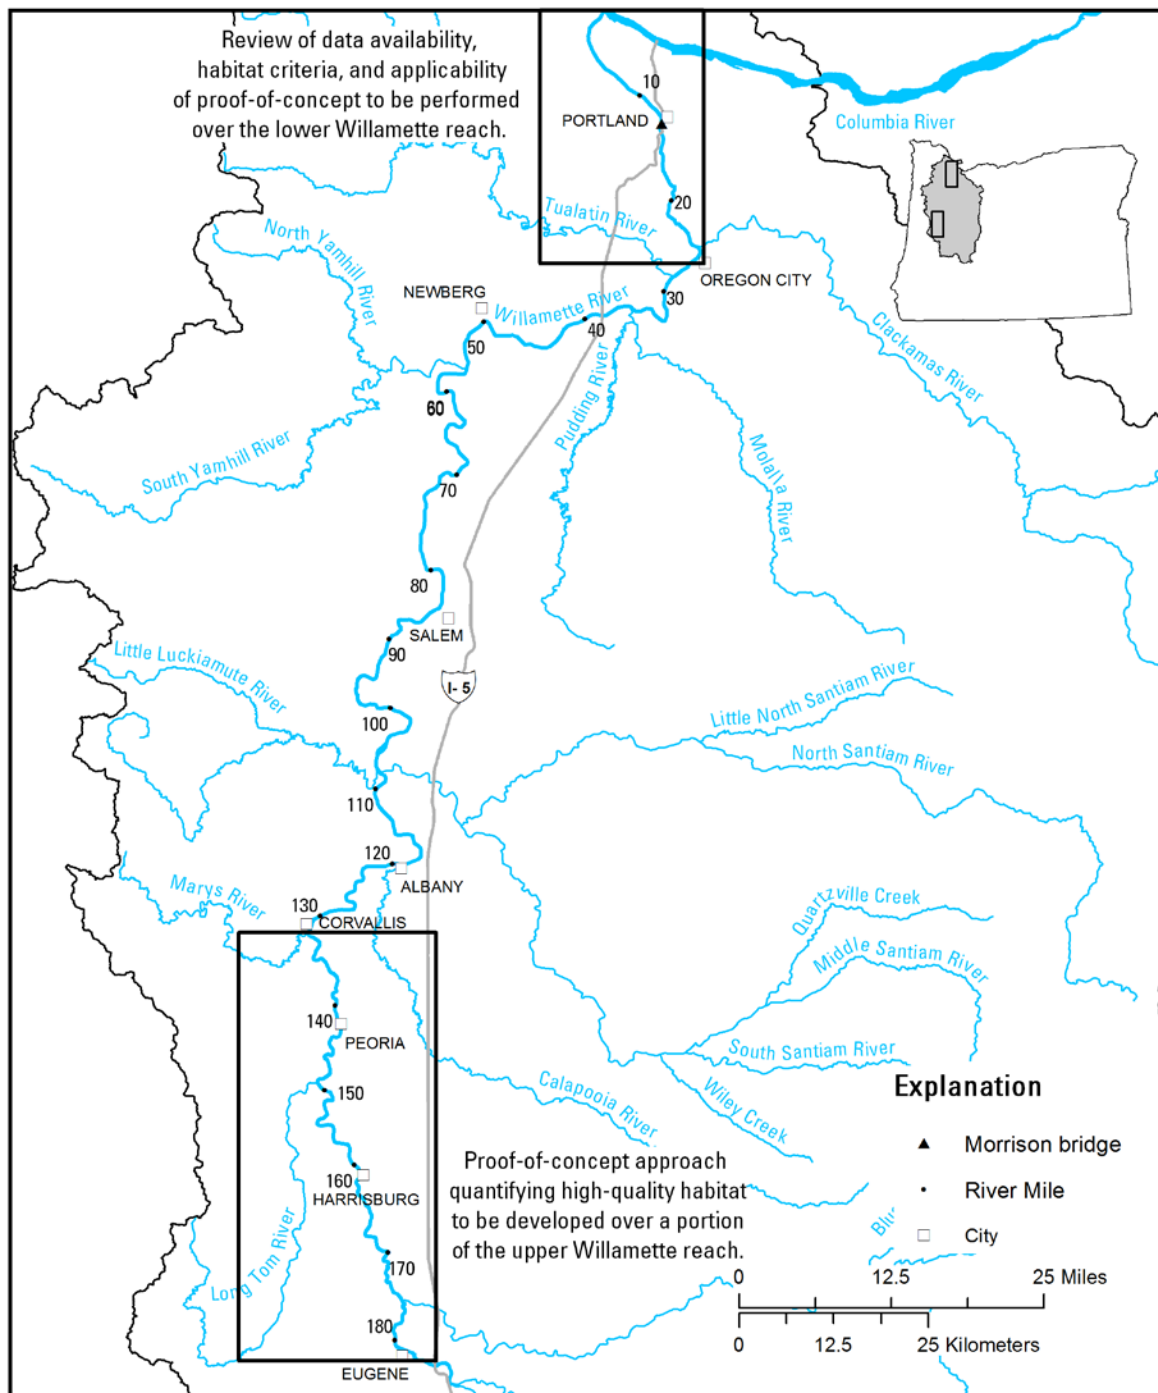 Review of data availability,
habitat criteria, and applicability
of proof-of-concept to be performed
over the lower Willamette reach.
10
PORTLAND
Columbia River
20
Tualatin River
North Yamhill River
OREGON CITY
NEWBERG
Willamette River
30
40
50
Clackamas River
Pudding River
60
Molalla River
South Yamhill River
70
80
SALEM
90
Little Luckiamute River
I-5
Little North Santiam River
100
North Santiam River
110
120
ALBANY
Marys River
130
CORVALLIS
Quartzville Creek
Middle Santiam River
140
PEORIA
South Santiam River
150
Calapooia River
Wiley Creek
Explanation
Morrison bridge
River Mile
City
Proof-of-concept approach
quantifying high-quality habitat
to be developed over a portion
of the upper Willamette reach.
160
HARRISBURG
Long Tom River
170
180
EUGENE
0 12.5 25 Miles
0 12.5 25 Kilometers